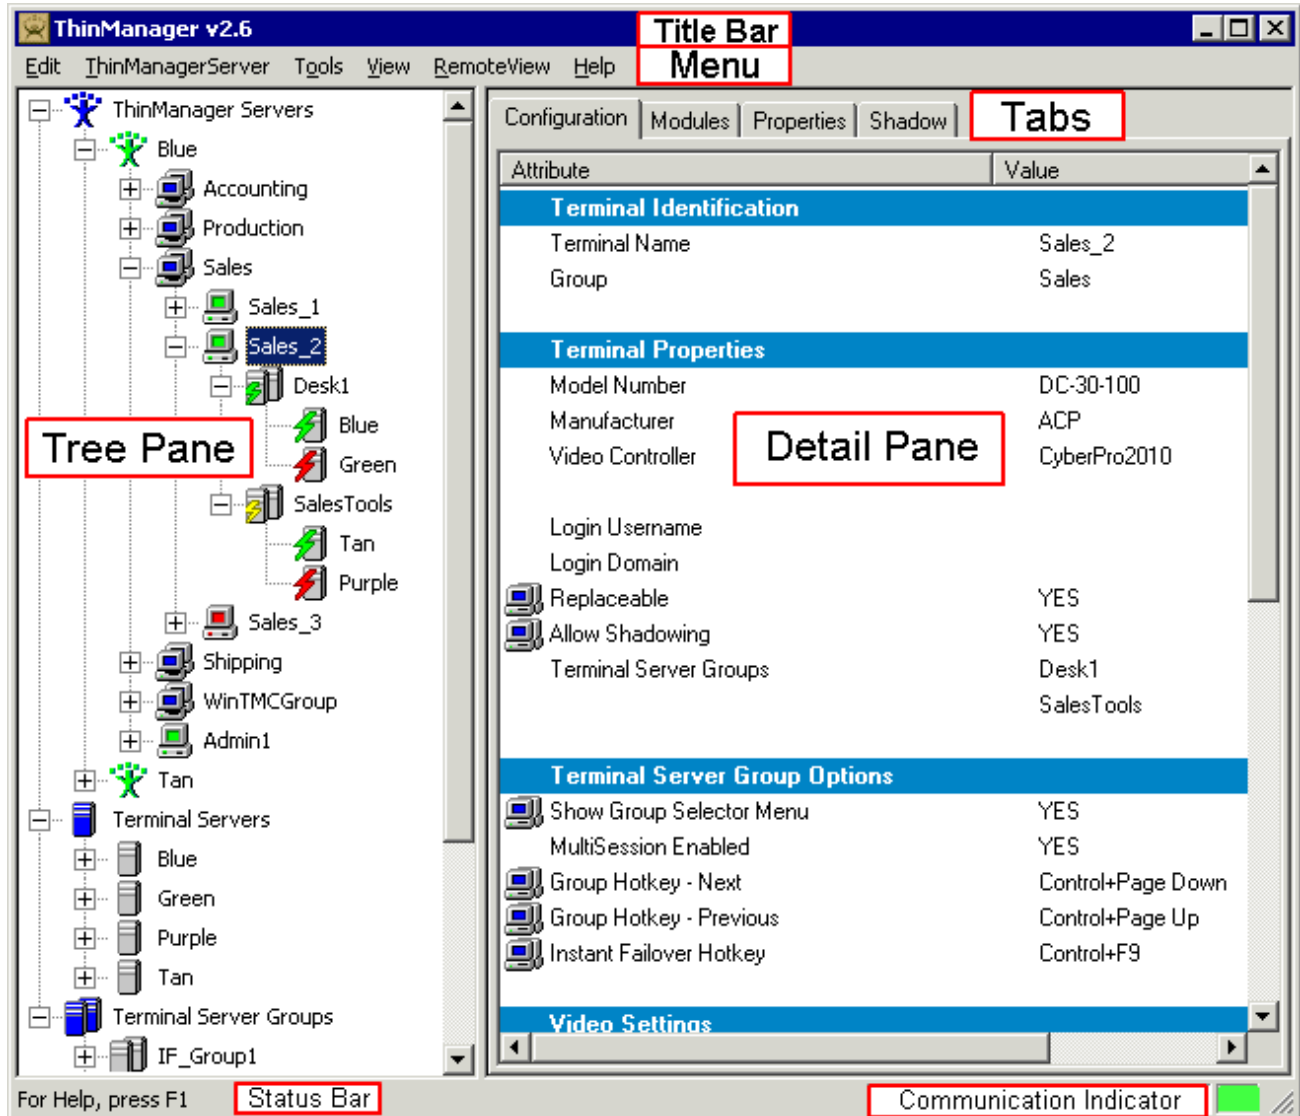 ThinManager v2.6
Title Bar
Edit ThinManagerServer Tools View RemoteView Help
Menu
ThinManager Servers
Blue
Accounting
Production
Sales
Sales_1
Sales_2
Desk1
Blue
Green
SalesTools
Tan
Purple
Sales_3
Shipping
WinTMCGroup
Admin1
Tan
Terminal Servers
Blue
Green
Purple
Tan
Terminal Server Groups
IF_Group1
Tree Pane
Configuration Modules Properties Shadow
Tabs
Attribute Value
Terminal Identification
Terminal Name Sales_2
Group Sales
Terminal Properties
Model Number DC-30-100
Manufacturer ACP
Video Controller CyberPro2010
Detail Pane
Login Username
Login Domain
Replaceable YES
Allow Shadowing YES
Terminal Server Groups Desk1
SalesTools
Terminal Server Group Options
Show Group Selector Menu YES
MultiSession Enabled YES
Group Hotkey - Next Control+Page Down
Group Hotkey - Previous Control+Page Up
Instant Failover Hotkey Control+F9
Video Settings
For Help, press F1
Status Bar
Communication Indicator